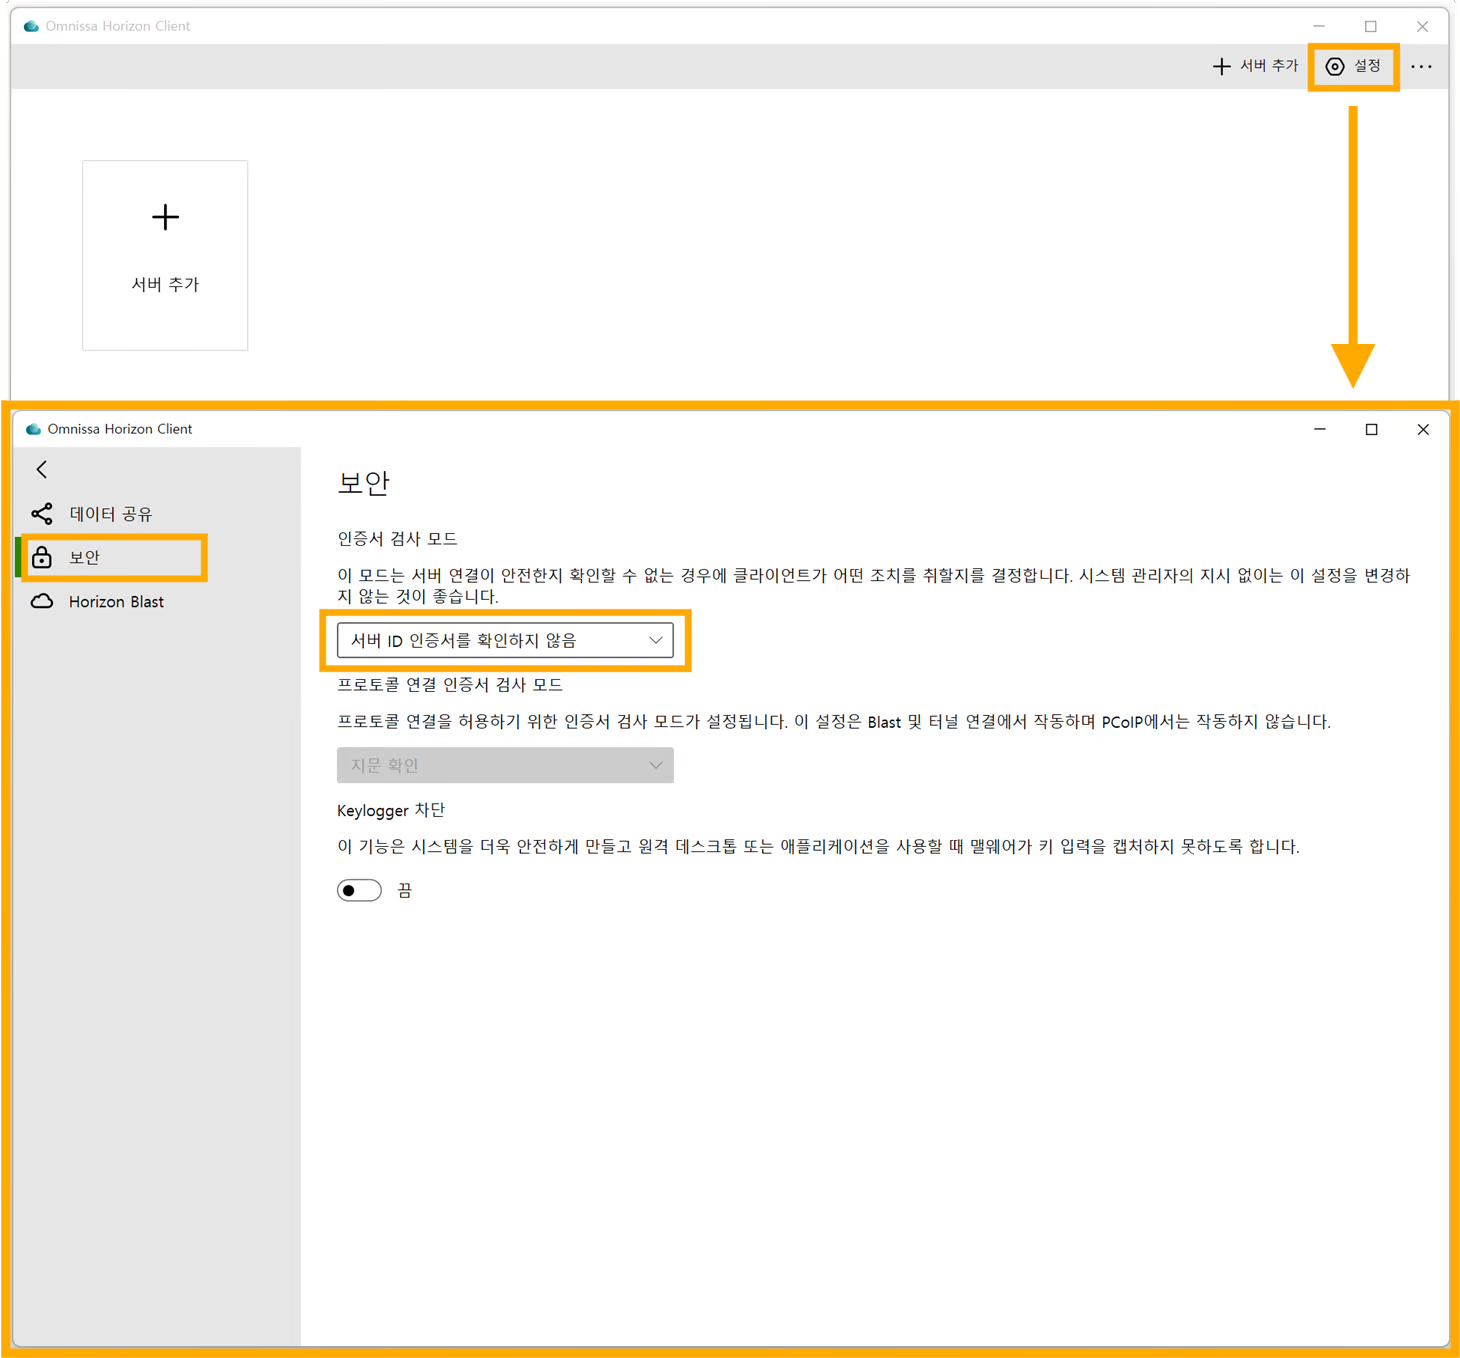 Omnissa Horizon Client
서버 추가
설정
서버 추가
Omnissa Horizon Client
데이터 공유
보안
Horizon Blast
보안
인증서 검사 모드
이 모드는 서버 연결이 안전한지 확인할 수 없는 경우에 클라이언트가 어떤 조치를 취할지를 결정합니다. 시스템 관리자의 지시 없이는 이 설정을 변경하
지 않는 것이 좋습니다.
서버 ID 인증서를 확인하지 않음
프로토콜 연결 인증서 검사 모드
프로토콜 연결을 허용하기 위한 인증서 검사 모드가 설정됩니다. 이 설정은 Blast 및 터널 연결에서 작동하며 PCoIP에서는 작동하지 않습니다.
지문 확인
Keylogger 차단
이 기능은 시스템을 더욱 안전하게 만들고 원격 데스크톱 또는 애플리케이션을 사용할 때 맬웨어가 키 입력을 캡처하지 못하도록 합니다.
끔